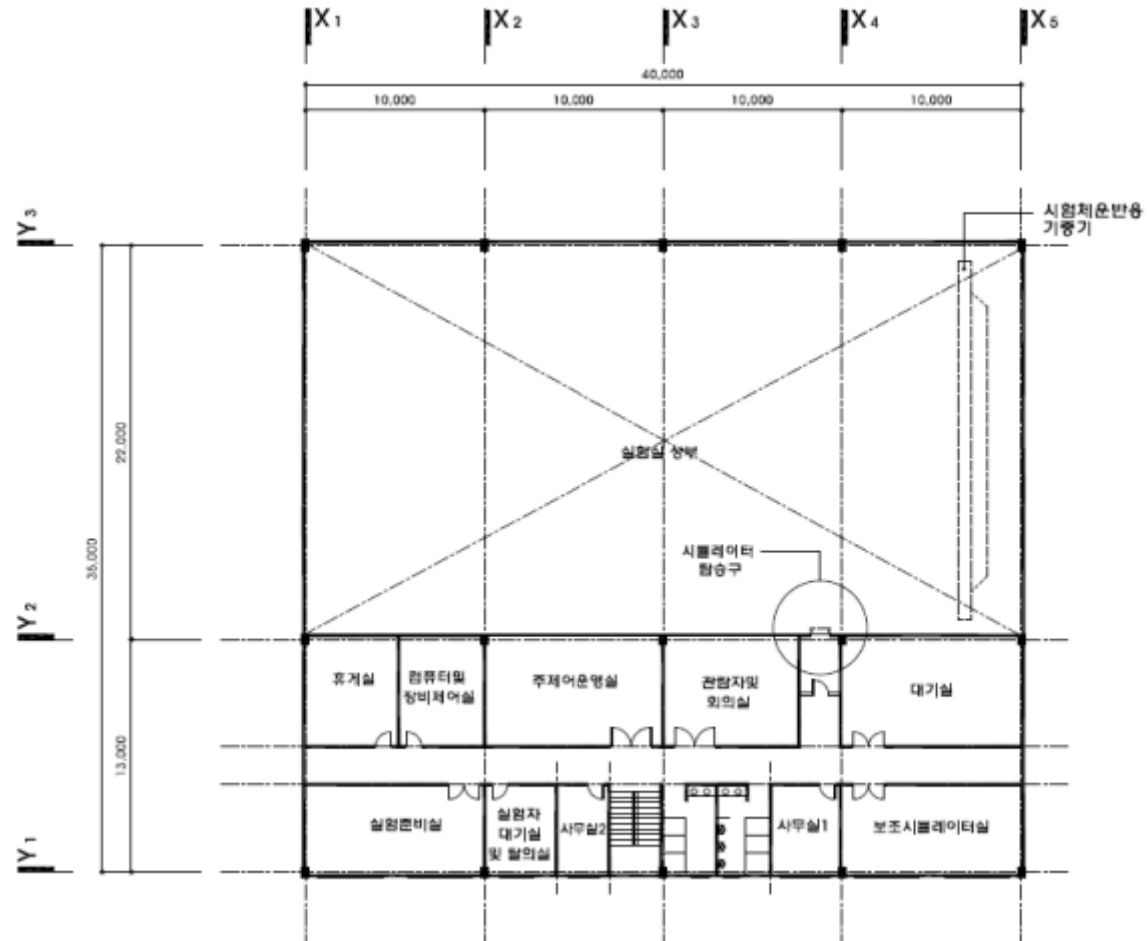 X1 X2 X3 X4 X5
40,000
10,000 10,000 10,000 10,000
Y3
시험체운반용
기중기
22,000
35,000
실험실 상부
시뮬레이터
탑승구
Y2
휴게실
컴퓨터및
장비제어실
주제어운영실
관람자및
회의실
대기실
13,000
실험준비실
실험자
대기실
및 탈의실
사무실2
사무실1
보조시뮬레이터실
Y1